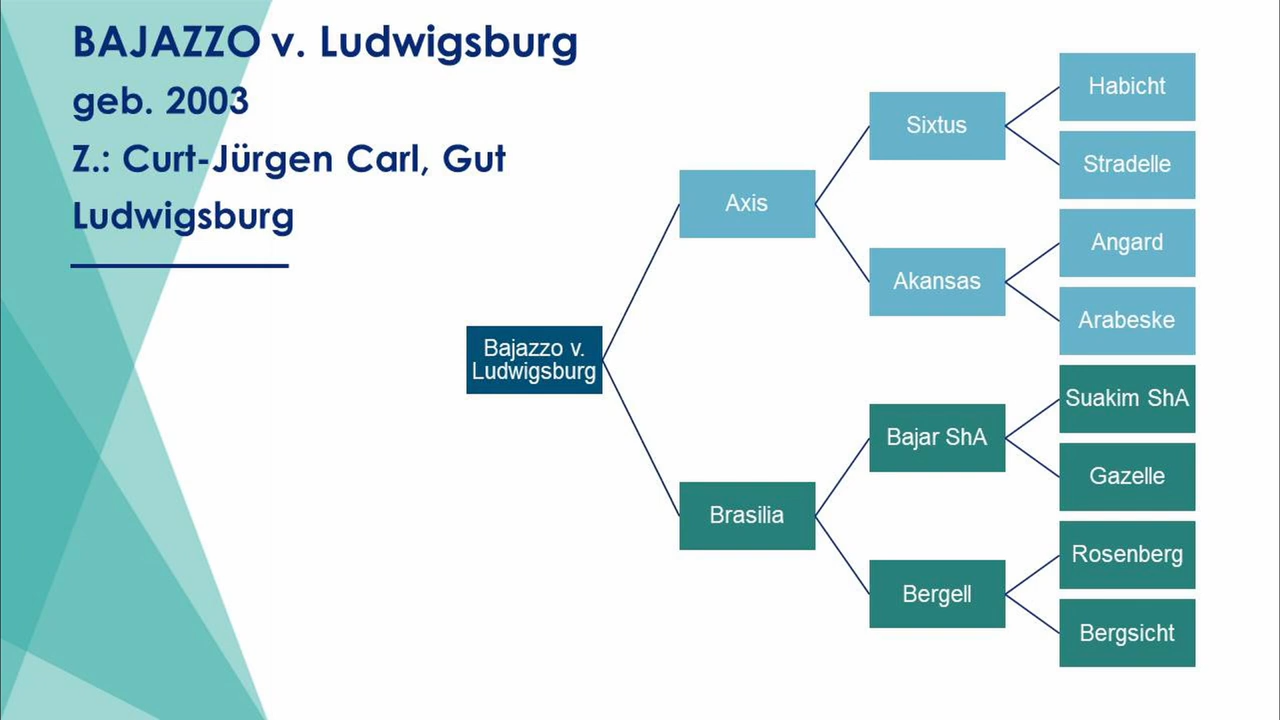 BAJAZZO v. Ludwigsburg
geb. 2003
Z.: Curt-Jürgen Carl, Gut
Ludwigsburg
Bajazzo v.
Ludwigsburg
Axis
Brasilia
Sixtus
Akansas
Bajar ShA
Bergell
Habicht
Stradelle
Angard
Arabeske
Suakim ShA
Gazelle
Rosenberg
Bergsicht